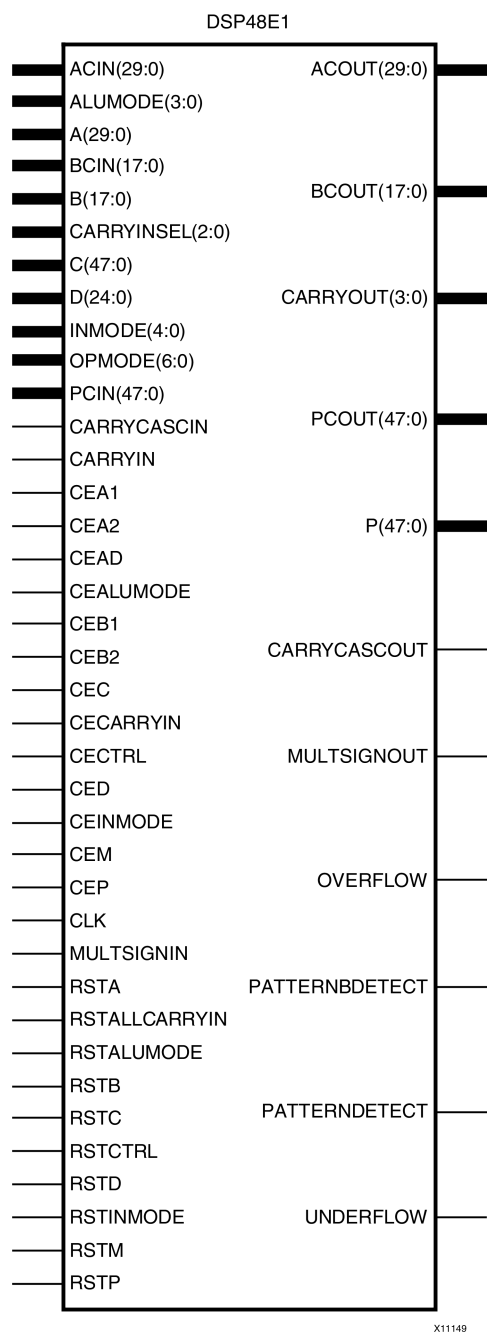 DSP48E1
ACIN(29:0)
ALUMODE(3:0)
A(29:0)
BCIN(17:0)
B(17:0)
CARRYINSEL(2:0)
C(47:0)
D(24:0)
INMODE(4:0)
OPMODE(6:0)
PCIN(47:0)
CARRYCASCIN
CARRYIN
CEA1
CEA2
CEAD
CEALUMODE
CEB1
CEB2
CEC
CECARRYIN
CECTRL
CED
CEINMODE
CEM
CEP
CLK
MULTSIGNIN
RSTA
RSTALLCARRYIN
RSTALUMODE
RSTB
RSTC
RSTCTRL
RSTD
RSTINMODE
RSTM
RSTP
ACOUT(29:0)
BCOUT(17:0)
CARRYOUT(3:0)
PCOUT(47:0)
P(47:0)
CARRYCASCOUT
MULTSIGNOUT
OVERFLOW
PATTERNBDETECT
PATTERNDETECT
UNDERFLOW
X11149